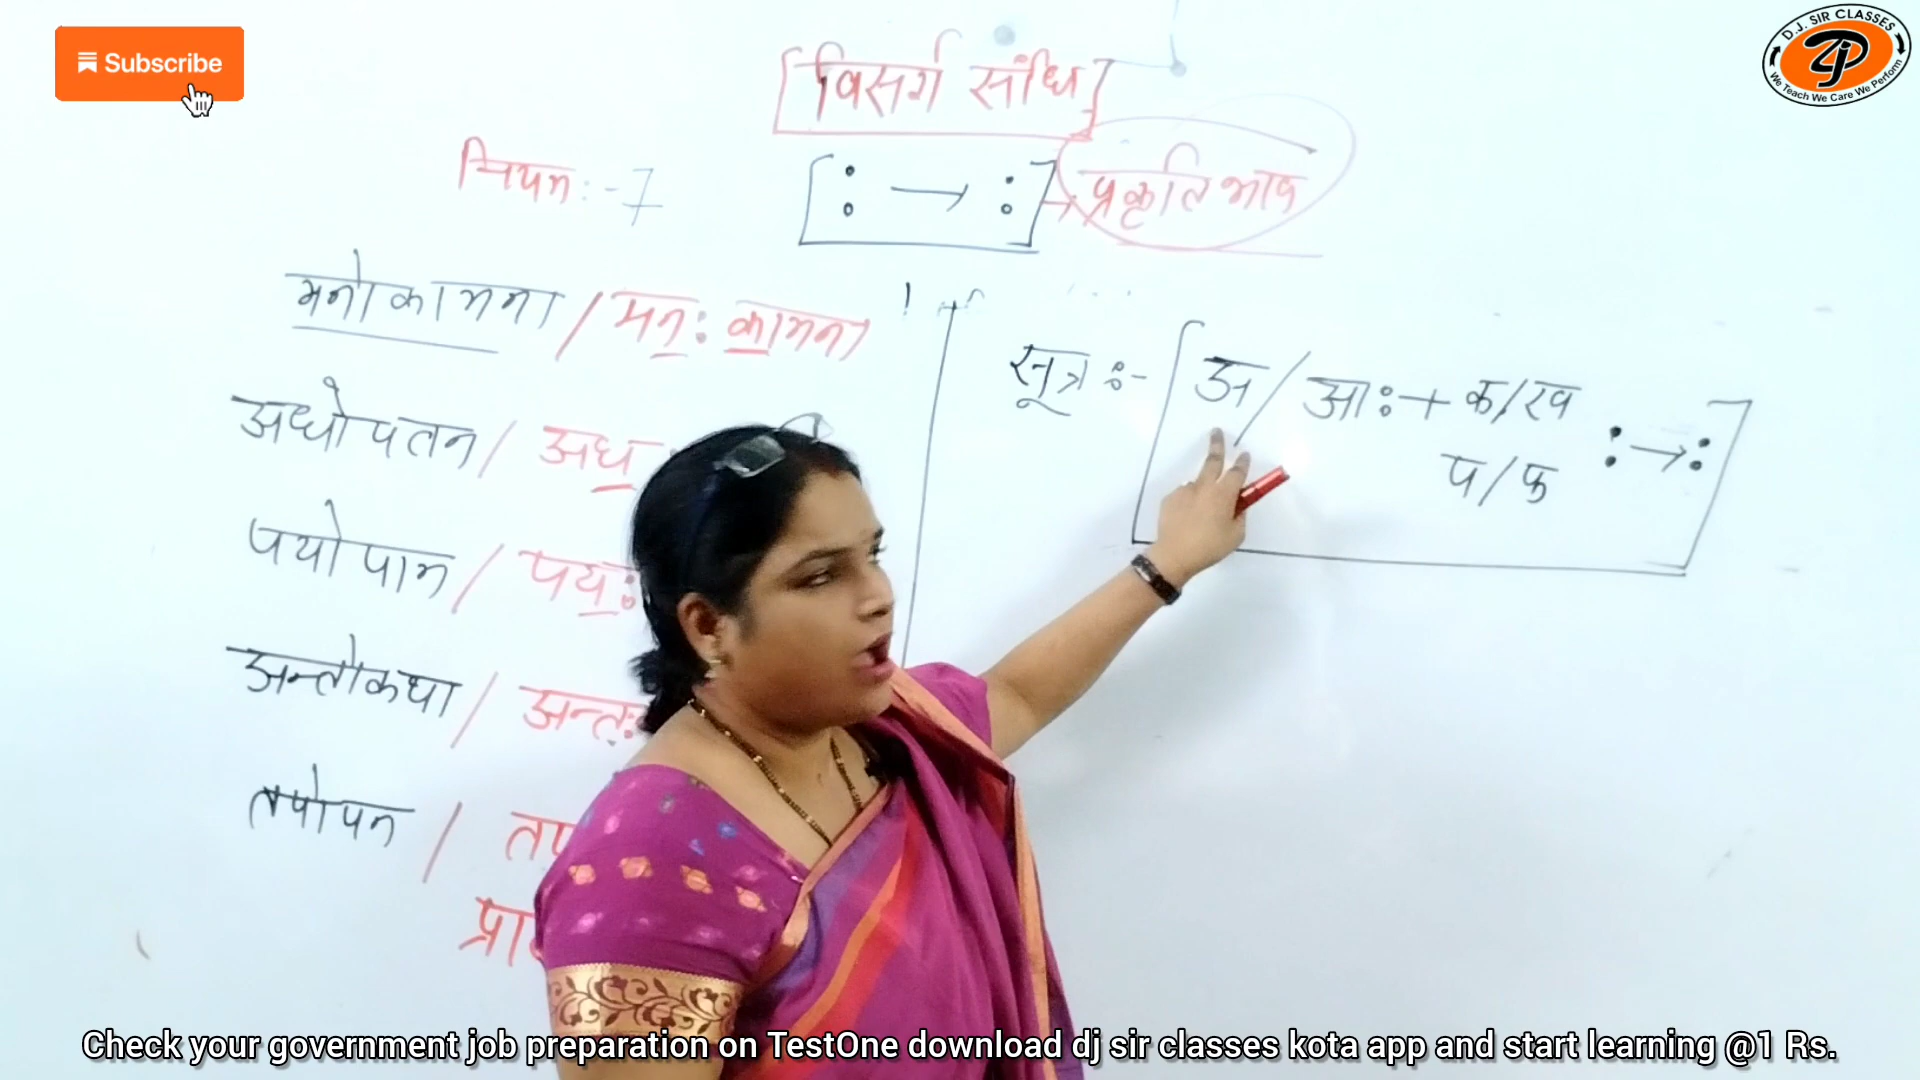 Subscribe
D.J. SIR CLASSES
We Teach We Care We Perform
[विसर्ग संधि]
नियम :- 7
[: → :] → प्रकृति भाव
मनोकामना / मन: कामना
सूत्र :- [अ / आ: + क/ख
प/फ : → :]
अधोपतन / अध
पयोपान / पय:
अन्तोकथा / अन्त:
तपोपन / तप
प्रा
Check your government job preparation on TestOne download dj sir classes kota app and start learning @1 Rs.